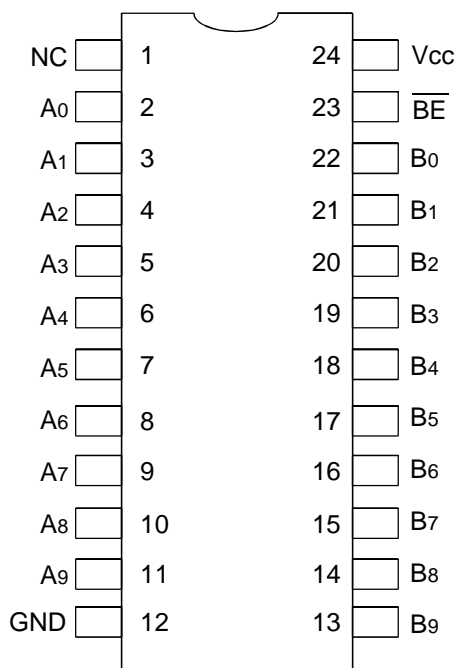 NC 1 24 Vcc
A0 2 23 BE
A1 3 22 B0
A2 4 21 B1
A3 5 20 B2
A4 6 19 B3
A5 7 18 B4
A6 8 17 B5
A7 9 16 B6
A8 10 15 B7
A9 11 14 B8
GND 12 13 B9